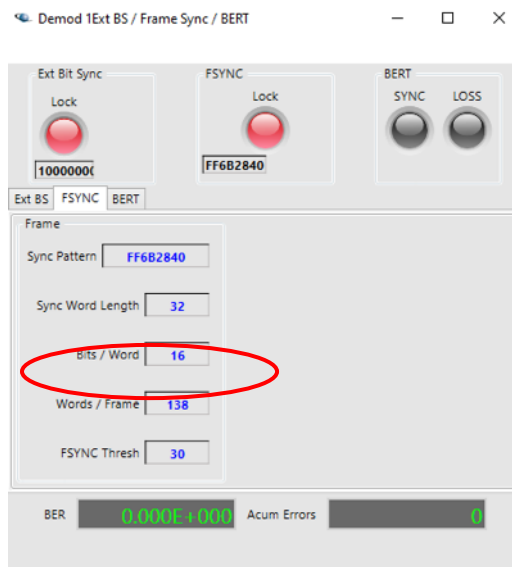 Demod 1Ext BS / Frame Sync / BERT
Ext Bit Sync
FSYNC
BERT
Lock
Lock
SYNC
LOSS
1000000(
FF6B2840
Ext BS
FSYNC
BERT
Frame
Sync Pattern FF6B2840
Sync Word Length 32
Bits / Word 16
Words / Frame 138
FSYNC Thresh 30
BER 0.000E+000 Acum Errors 0